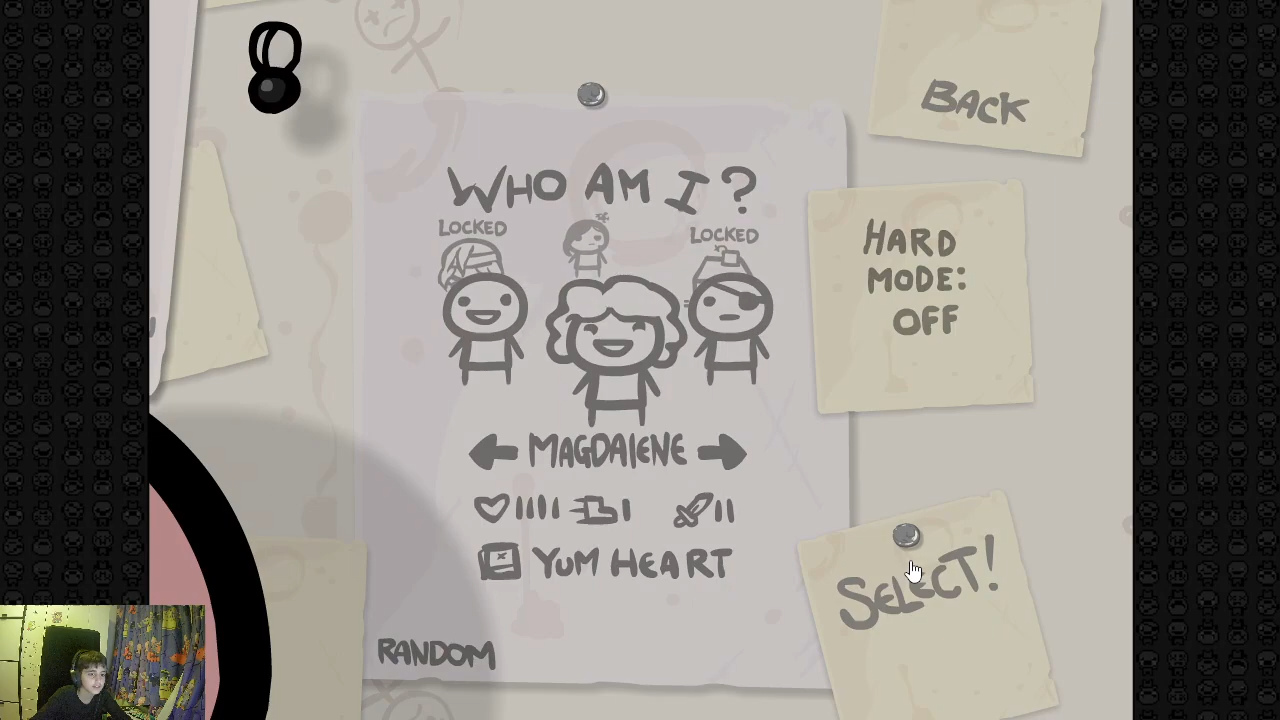 BACK
WHO AM I?
LOCKED
LOCKED
HARD
MODE:
OFF
MAGDALENE
YUM HEART
SELECT!
RANDOM